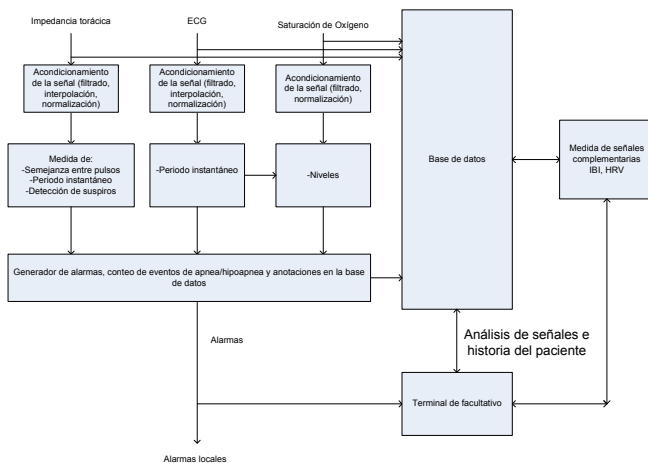 Impedancia torácica
ECG
Saturación de Oxígeno
Acondicionamiento
de la señal (filtrado,
interpolación,
normalización)
Acondicionamiento
de la señal (filtrado,
interpolación,
normalización)
Acondicionamiento
de la señal (filtrado,
normalización)
Medida de:
-Semejanza entre pulsos
-Periodo instantáneo
-Detección de suspiros
-Periodo instantáneo
-Niveles
Base de datos
Medida de señales
complementarias
IBI, HRV
Generador de alarmas, conteo de eventos de apnea/hipoapnea y anotaciones en la base
de datos
Alarmas
Análisis de señales e
historia del paciente
Terminal de facultativo
Alarmas locales